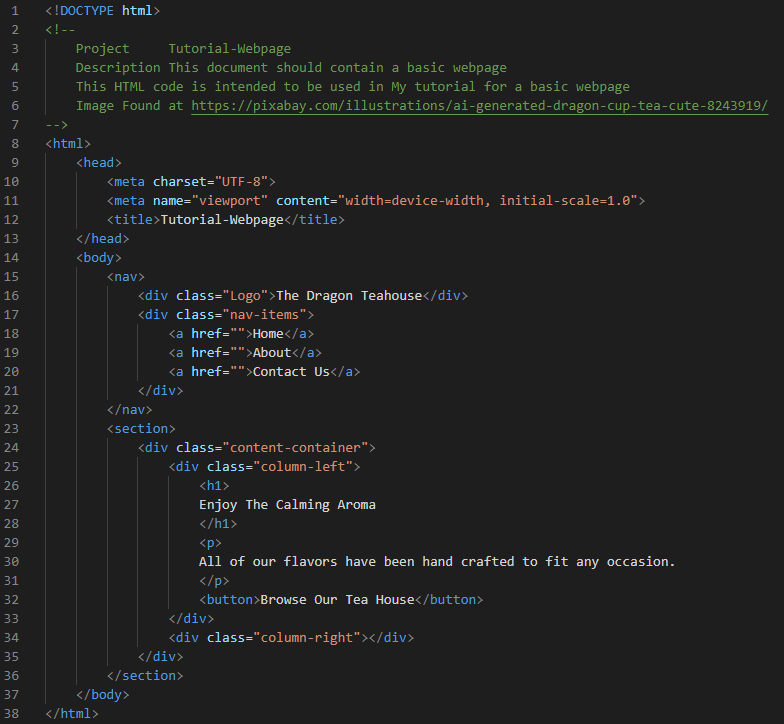 1 <!DOCTYPE html>
2 <!--
3     Project     Tutorial-Webpage
4     Description This document should contain a basic webpage
5     This HTML code is intended to be used in My tutorial for a basic webpage
6     Image Found at https://pixabay.com/illustrations/ai-generated-dragon-cup-tea-cute-8243919/
7 -->
8 <html>
9     <head>
10         <meta charset="UTF-8">
11         <meta name="viewport" content="width=device-width, initial-scale=1.0">
12         <title>Tutorial-Webpage</title>
13     </head>
14     <body>
15         <nav>
16             <div class="Logo">The Dragon Teahouse</div>
17             <div class="nav-items">
18                 <a href="">Home</a>
19                 <a href="">About</a>
20                 <a href="">Contact Us</a>
21             </div>
22         </nav>
23         <section>
24             <div class="content-container">
25                 <div class="column-left">
26                     <h1>
27                     Enjoy The Calming Aroma
28                     </h1>
29                     <p>
30                     All of our flavors have been hand crafted to fit any occasion.
31                     </p>
32                     <button>Browse Our Tea House</button>
33                 </div>
34                 <div class="column-right"></div>
35             </div>
36         </section>
37     </body>
38 </html>